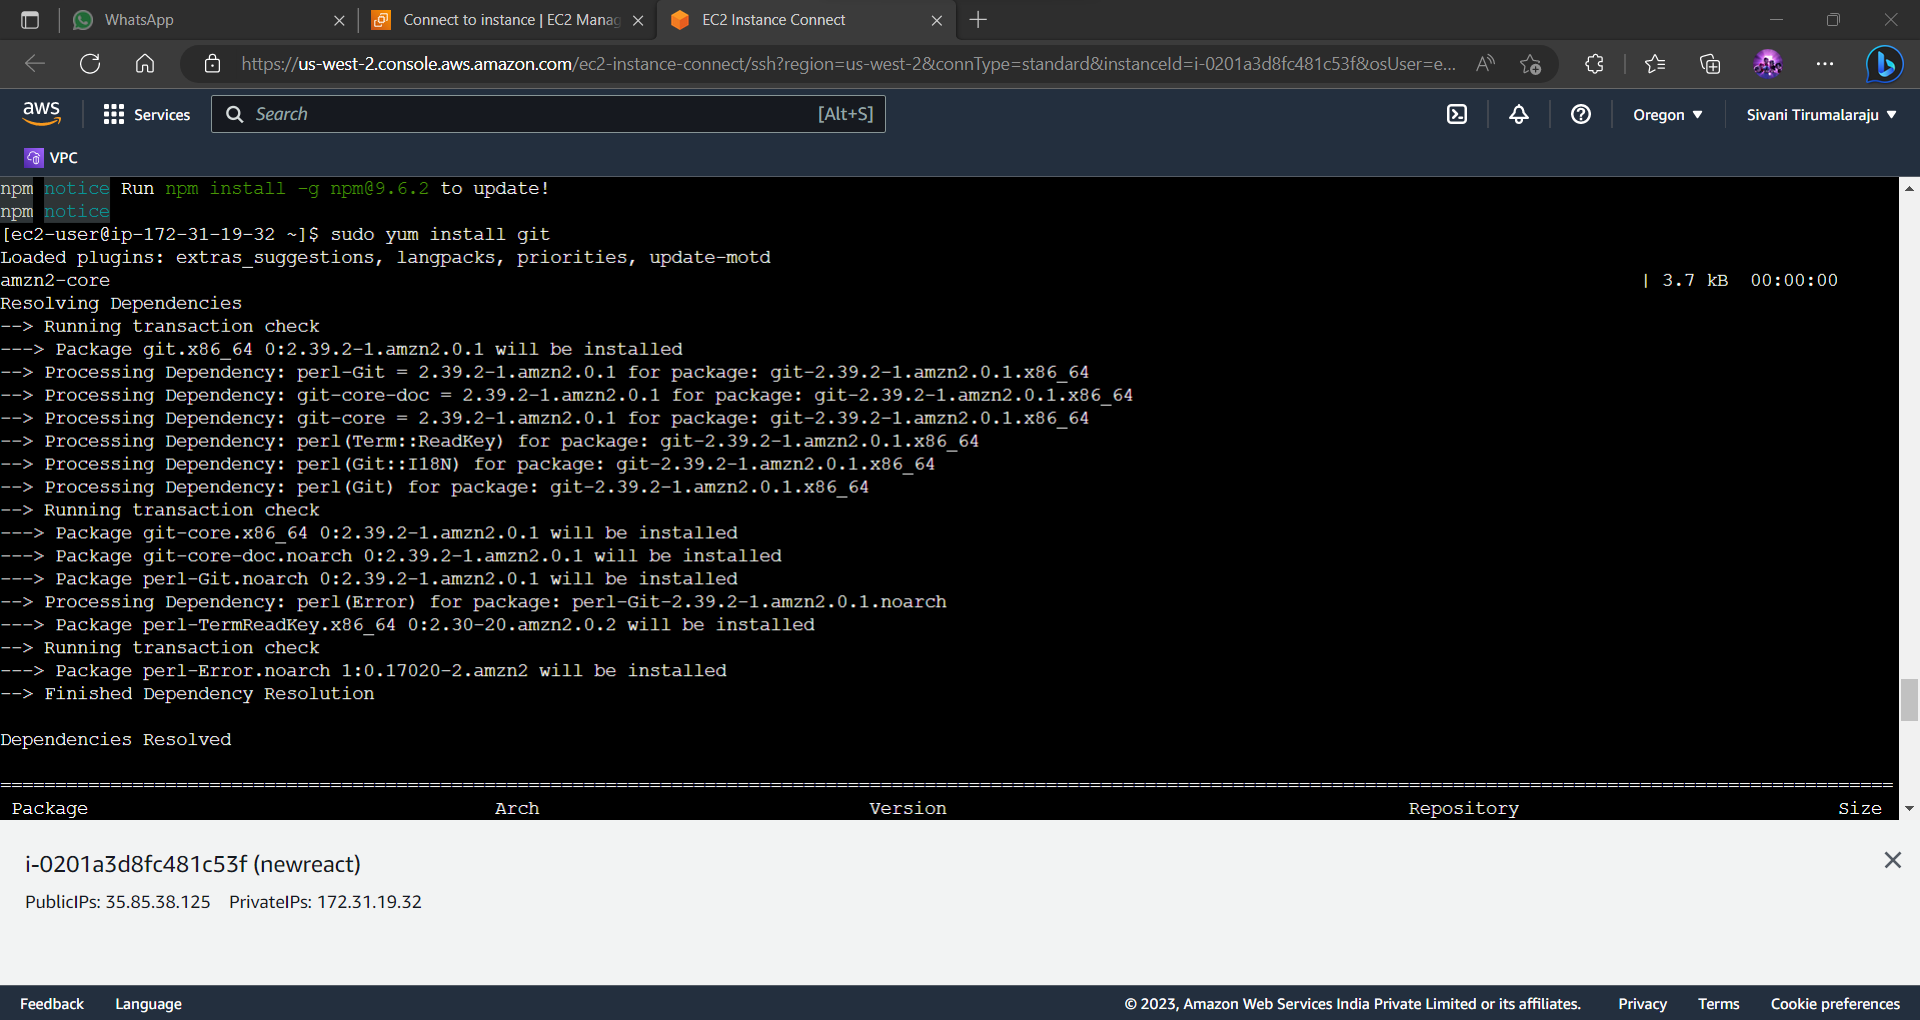 WhatsApp
Connect to instance | EC2 Manag
EC2 Instance Connect
https://us-west-2.console.aws.amazon.com/ec2-instance-connect/ssh?region=us-west-2&connType=standard&instanceId=i-0201a3d8fc481c53f&osUser=e...
aws
Services
Search
[Alt+S]
Oregon
Sivani Tirumalaraju
VPC
npm notice Run npm install -g npm@9.6.2 to update!
npm notice
[ec2-user@ip-172-31-19-32 ~]$ sudo yum install git
Loaded plugins: extras_suggestions, langpacks, priorities, update-motd
amzn2-core | 3.7 kB 00:00:00
Resolving Dependencies
--> Running transaction check
---> Package git.x86_64 0:2.39.2-1.amzn2.0.1 will be installed
--> Processing Dependency: perl-Git = 2.39.2-1.amzn2.0.1 for package: git-2.39.2-1.amzn2.0.1.x86_64
--> Processing Dependency: git-core-doc = 2.39.2-1.amzn2.0.1 for package: git-2.39.2-1.amzn2.0.1.x86_64
--> Processing Dependency: git-core = 2.39.2-1.amzn2.0.1 for package: git-2.39.2-1.amzn2.0.1.x86_64
--> Processing Dependency: perl(Term::ReadKey) for package: git-2.39.2-1.amzn2.0.1.x86_64
--> Processing Dependency: perl(Git::I18N) for package: git-2.39.2-1.amzn2.0.1.x86_64
--> Processing Dependency: perl(Git) for package: git-2.39.2-1.amzn2.0.1.x86_64
--> Running transaction check
---> Package git-core.x86_64 0:2.39.2-1.amzn2.0.1 will be installed
---> Package git-core-doc.noarch 0:2.39.2-1.amzn2.0.1 will be installed
---> Package perl-Git.noarch 0:2.39.2-1.amzn2.0.1 will be installed
--> Processing Dependency: perl(Error) for package: perl-Git-2.39.2-1.amzn2.0.1.noarch
---> Package perl-TermReadKey.x86_64 0:2.30-20.amzn2.0.2 will be installed
--> Running transaction check
---> Package perl-Error.noarch 1:0.17020-2.amzn2 will be installed
--> Finished Dependency Resolution
Dependencies Resolved
Package Arch Version Repository Size
i-0201a3d8fc481c53f (newreact)
PublicIPs: 35.85.38.125 PrivateIPs: 172.31.19.32
Feedback Language © 2023, Amazon Web Services India Private Limited or its affiliates. Privacy Terms Cookie preferences